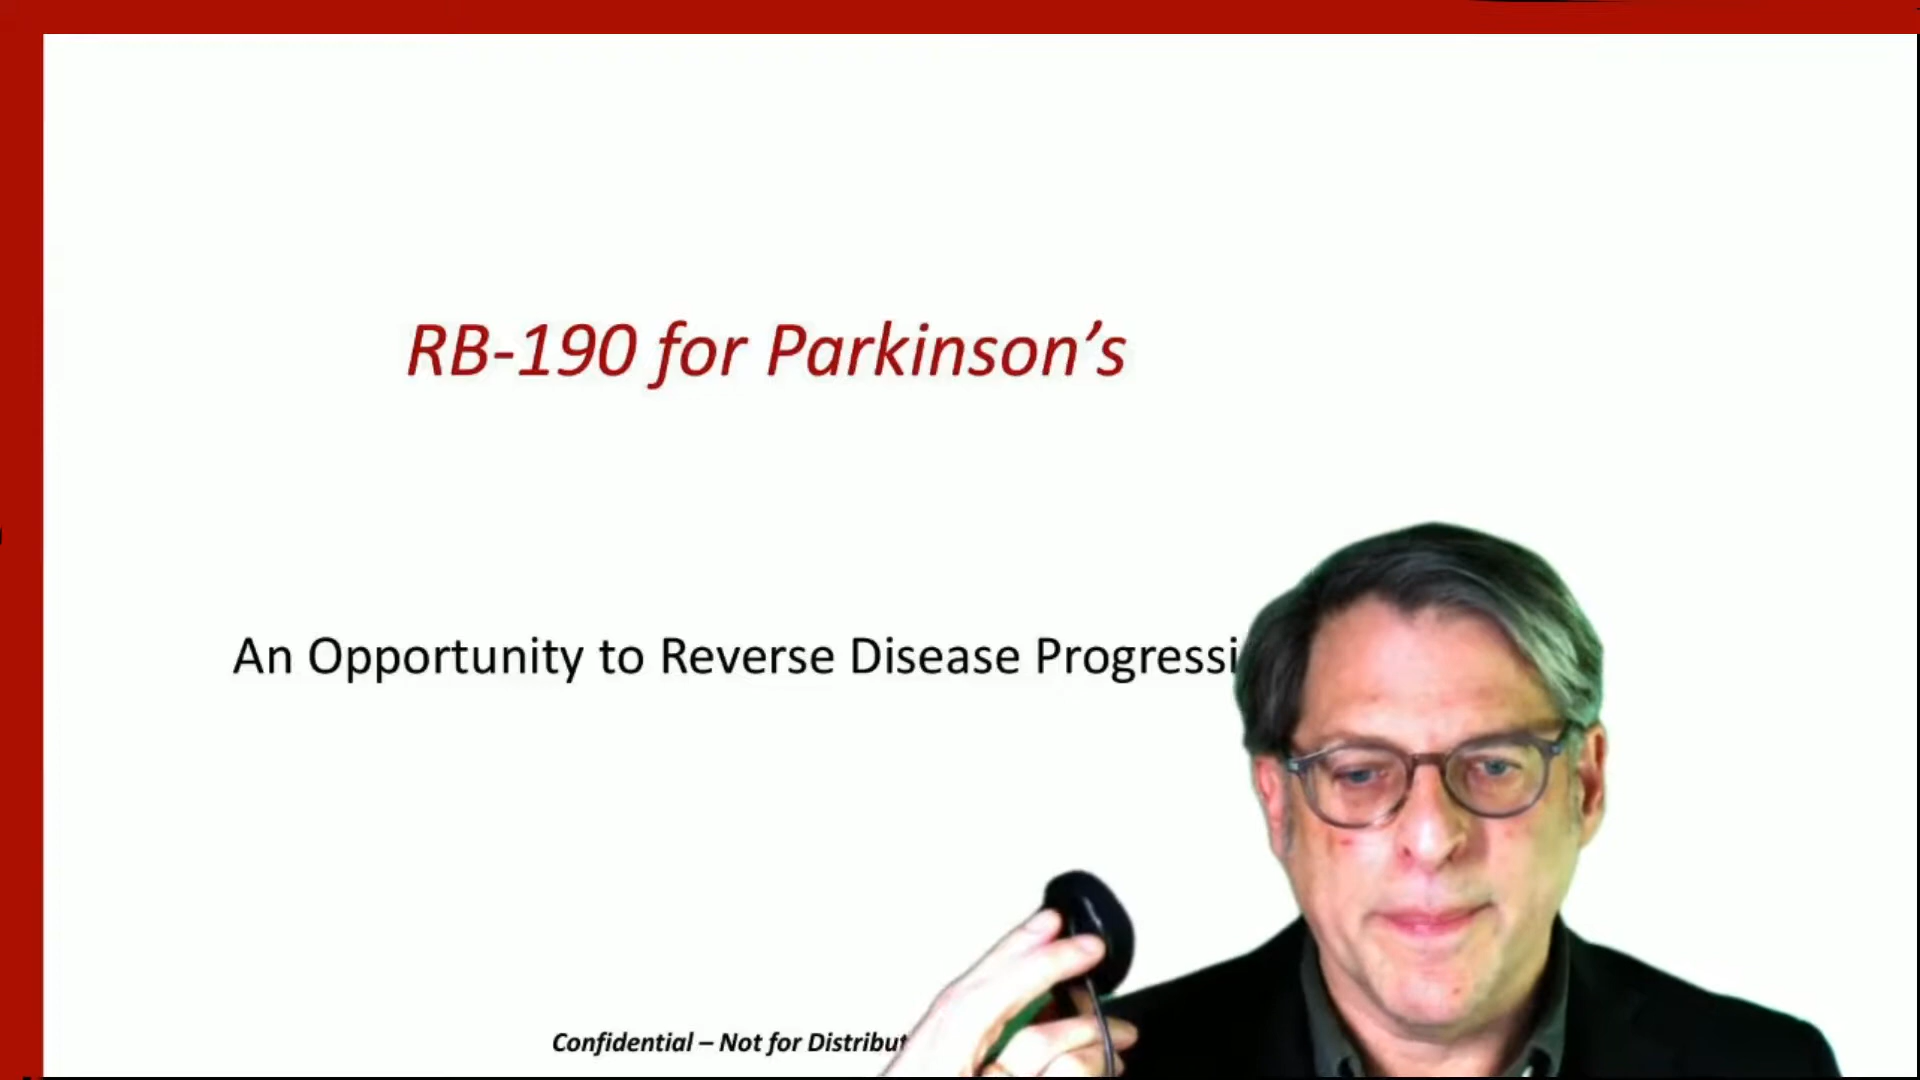 RB-190 for Parkinson’s
An Opportunity to Reverse Disease Progressi
Confidential – Not for Distribut